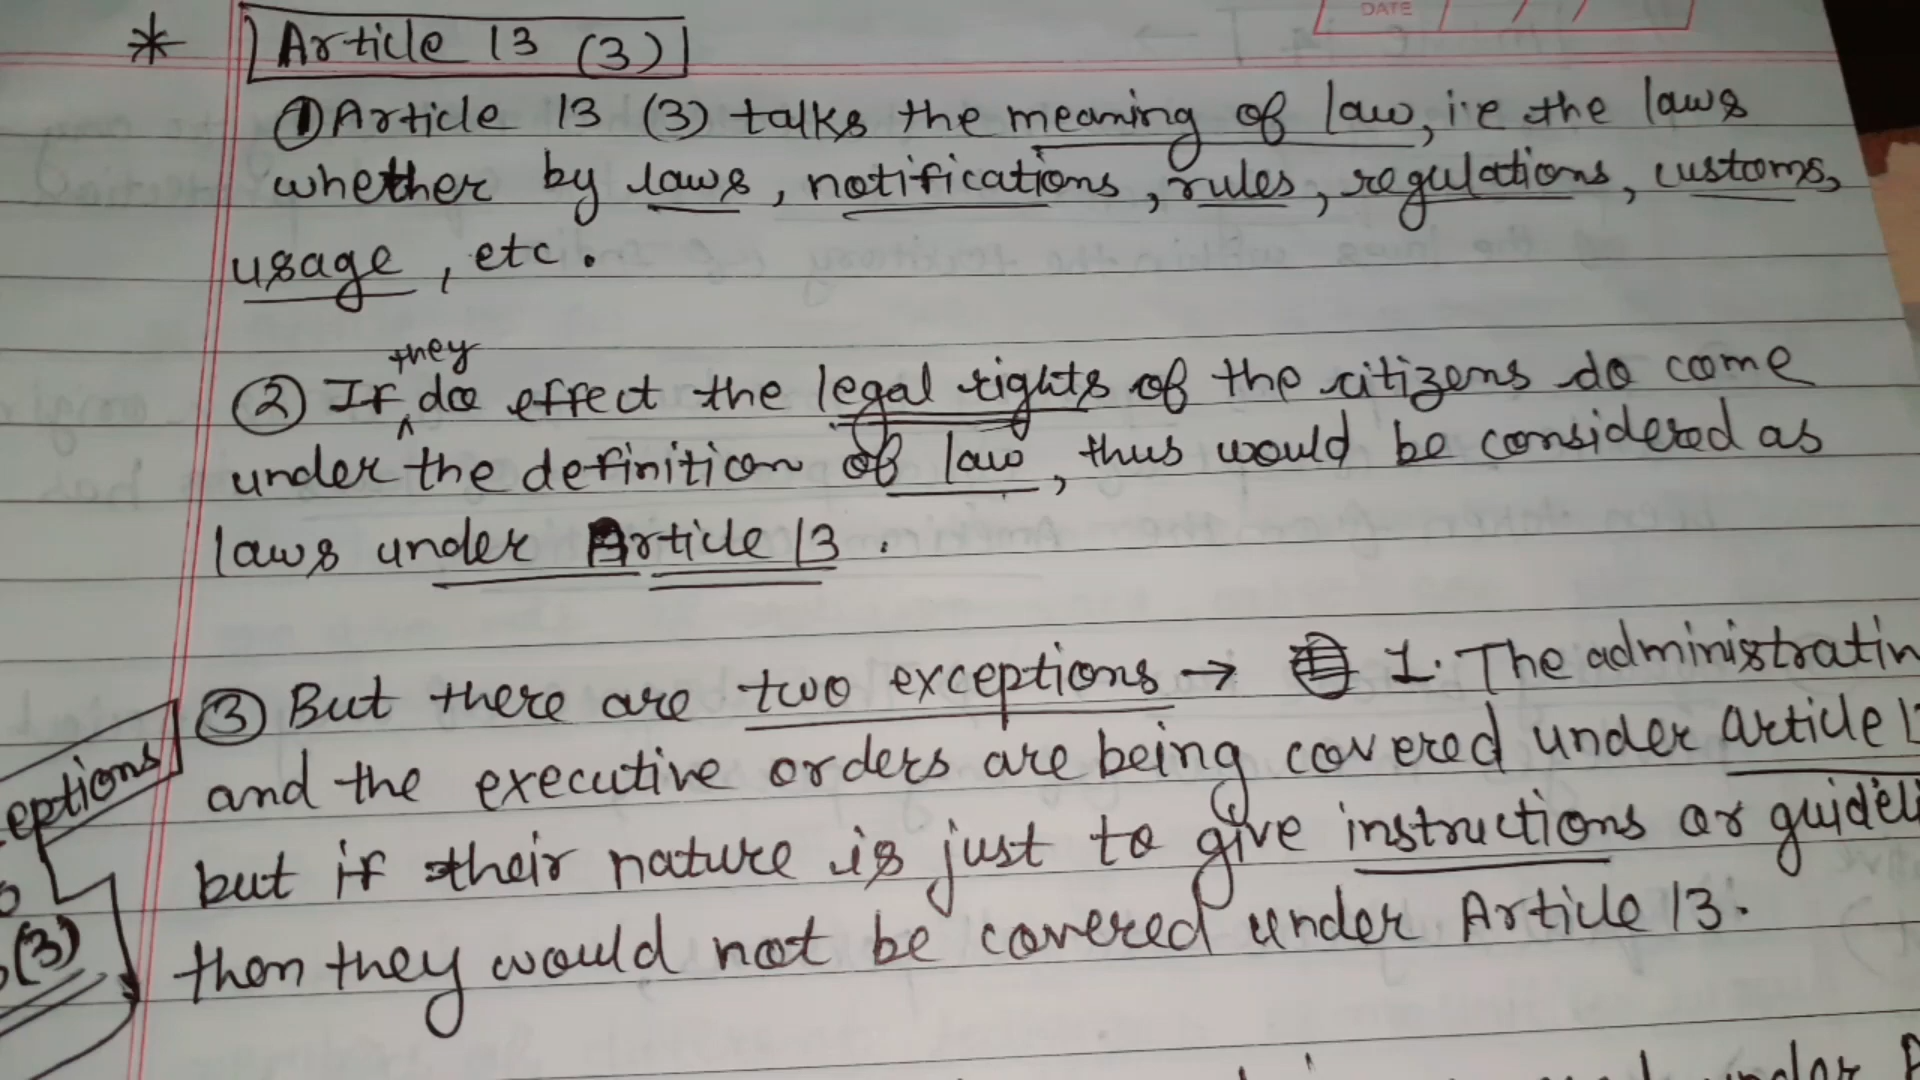 DATE
* Article 13 (3)
① Article 13 (3) talks the meaning of law, i.e the laws
whether by laws, notifications, rules, regulations, customs,
usage, etc.
they
② If do effect the legal rights of the citizens do come
under the definition of law, thus would be considered as
laws under Article 13.
③ But there are two exceptions → 1. The administratin
and the executive orders are being covered under article 1
but if their nature is just to give instructions or guideli
then they would not be covered under Article 13.
eptions
(3)